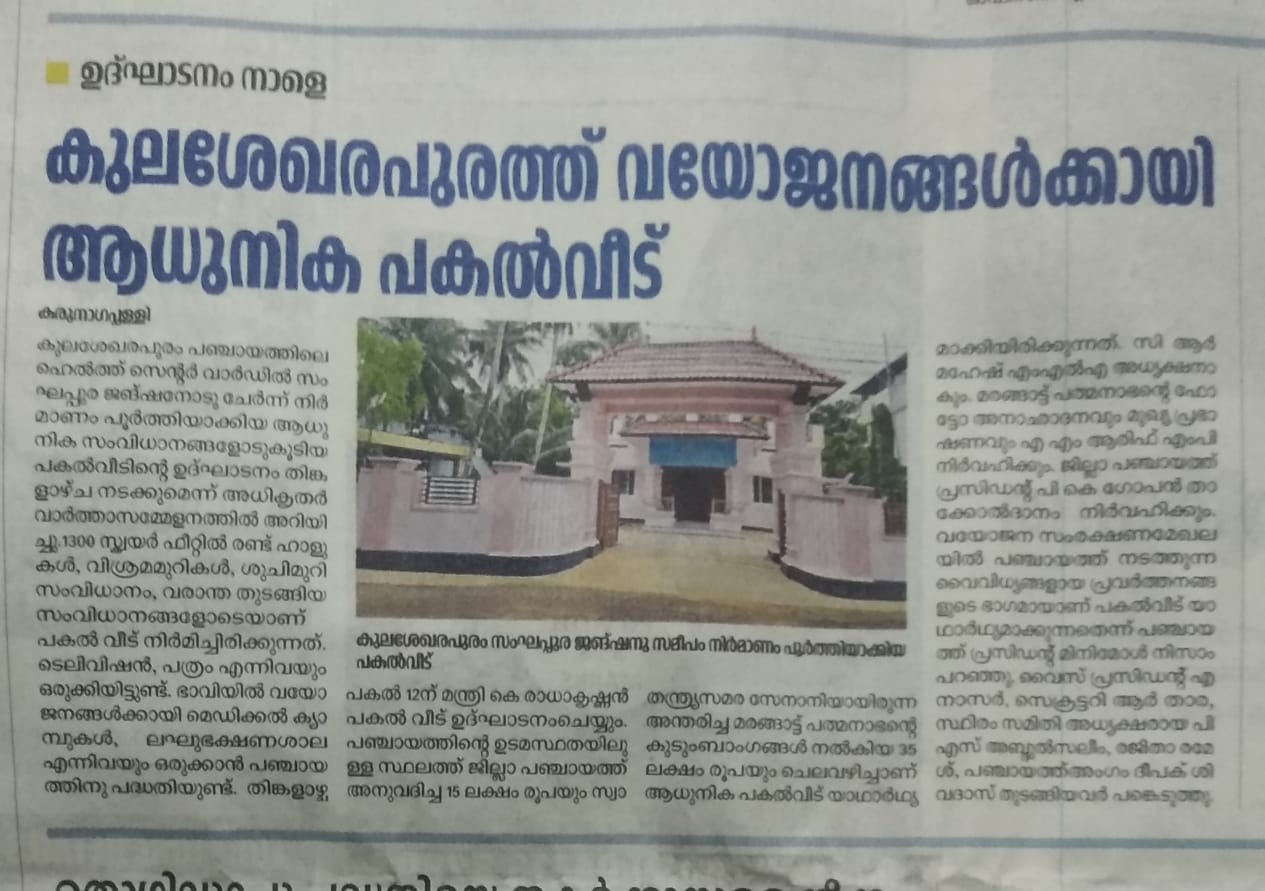 ഉദ്ഘാടനം നാളെ
കുലശേഖരപുരത്ത് വയോജനങ്ങൾക്കായി
ആധുനിക പകൽവീട്
കരുനാഗപ്പള്ളി
കുലശേഖരപുരം പഞ്ചായത്തിലെ
ഹെൽത്ത് സെന്റർ വാർഡിൽ സം
ഘപ്പുര ജങ്ഷനോടു ചേർന്ന് നിർ
മാണം പൂർത്തിയാക്കിയ ആധു
നിക സംവിധാനങ്ങളോടുകൂടിയ
പകൽവീടിന്റെ ഉദ്ഘാടനം തിങ്ക
ളാഴ്ച നടക്കുമെന്ന് അധികൃതർ
വാർത്താസമ്മേളനത്തിൽ അറിയി
ച്ചു.1300 സ്ക്വയർ ഫീറ്റിൽ രണ്ട് ഹാളു
കൾ, വിശ്രമമുറികൾ, ശുചിമുറി
സംവിധാനം, വരാന്ത തുടങ്ങിയ
സംവിധാനങ്ങളോടെയാണ്
പകൽ വീട് നിർമിച്ചിരിക്കുന്നത്.
ടെലിവിഷൻ, പത്രം എന്നിവയും
ഒരുക്കിയിട്ടുണ്ട്. ഭാവിയിൽ വയോ
ജനങ്ങൾക്കായി മെഡിക്കൽ ക്യാ
മ്പുകൾ, ലഘുഭക്ഷണശാല
എന്നിവയും ഒരുക്കാൻ പഞ്ചായ
ത്തിനു പദ്ധതിയുണ്ട്. തിങ്കളാഴ്ച
കുലശേഖരപുരം സംഘപ്പുര ജങ്ഷനു സമീപം നിർമാണം പൂർത്തിയാക്കിയ
പകൽവീട്
പകൽ 12ന് മന്ത്രി കെ രാധാകൃഷ്ണൻ
പകൽ വീട് ഉദ്ഘാടനംചെയ്യും.
പഞ്ചായത്തിന്റെ ഉടമസ്ഥതയിലു
ള്ള സ്ഥലത്ത് ജില്ലാ പഞ്ചായത്ത്
അനുവദിച്ച 15 ലക്ഷം രൂപയും സ്വാ
തന്ത്ര്യസമര സേനാനിയായിരുന്ന
അന്തരിച്ച മരങ്ങാട്ട് പത്മനാഭന്റെ
കുടുംബാംഗങ്ങൾ നൽകിയ 35
ലക്ഷം രൂപയും ചെലവഴിച്ചാണ്
ആധുനിക പകൽവീട് യാഥാർഥ്യ
മാക്കിയിരിക്കുന്നത്. സി ആർ
മഹേഷ് എംഎൽഎ അധ്യക്ഷനാ
കും. മരങ്ങാട്ട് പത്മനാഭന്റെ ഫോ
ട്ടോ അനാഛാദനവും മുഖ്യ പ്രഭാ
ഷണവും എ എം ആരിഫ് എംപി
നിർവഹിക്കും. ജില്ലാ പഞ്ചായത്ത്
പ്രസിഡന്റ് പി കെ ഗോപൻ താ
ക്കോൽദാനം നിർവഹിക്കും.
വയോജന സംരക്ഷണമേഖല
യിൽ പഞ്ചായത്ത് നടത്തുന്ന
വൈവിധ്യങ്ങളായ പ്രവർത്തനങ്ങ
ളുടെ ഭാഗമായാണ് പകൽവീട് യാ
ഥാർഥ്യമാക്കുന്നതെന്ന് പഞ്ചായ
ത്ത് പ്രസിഡന്റ് മിനിമോൾ നിസാം
പറഞ്ഞു. വൈസ് പ്രസിഡന്റ് എ
നാസർ, സെക്രട്ടറി ആർ താര,
സ്ഥിരം സമിതി അധ്യക്ഷരായ പി
എസ് അബ്ദുൽസലിം, രജിതാ രമേ
ശ്, പഞ്ചായത്ത്അംഗം ദീപക് ശി
വദാസ് തുടങ്ങിയവർ പങ്കെടുത്തു.